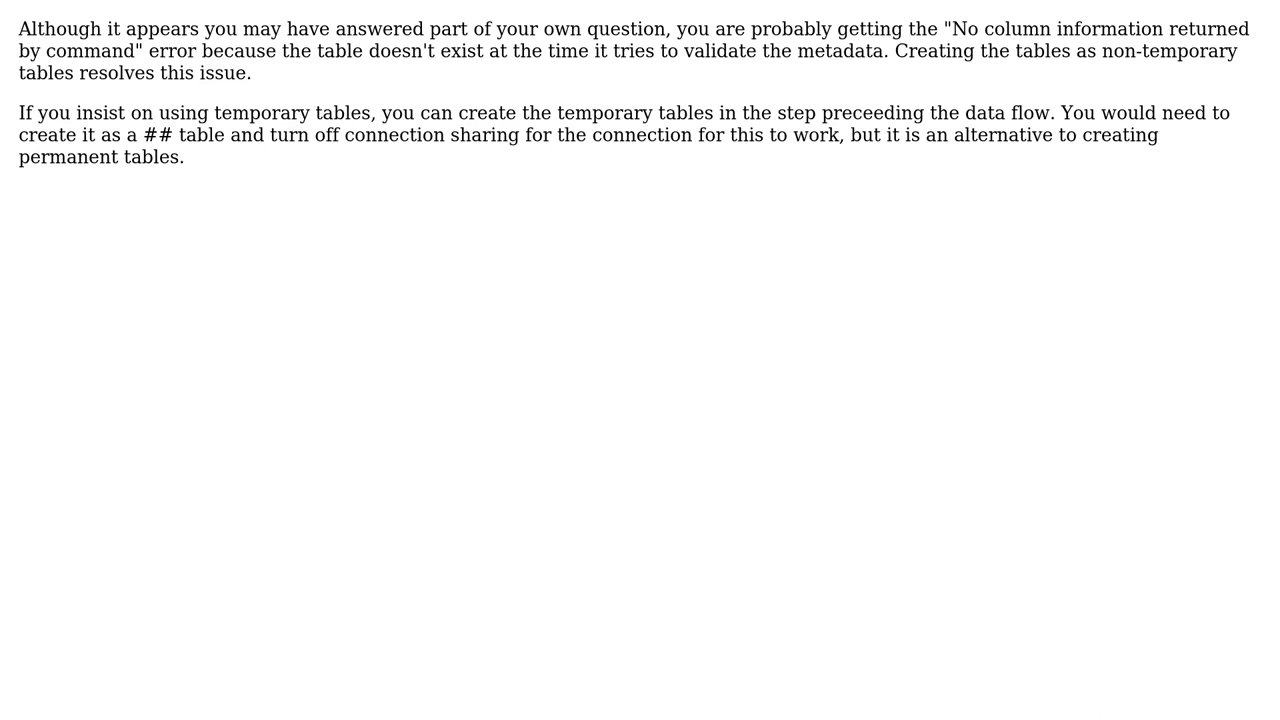 Although it appears you may have answered part of your own question, you are probably getting the "No column information returned
by command" error because the table doesn't exist at the time it tries to validate the metadata. Creating the tables as non-temporary
tables resolves this issue.
If you insist on using temporary tables, you can create the temporary tables in the step preceeding the data flow. You would need to
create it as a ## table and turn off connection sharing for the connection for this to work, but it is an alternative to creating
permanent tables.